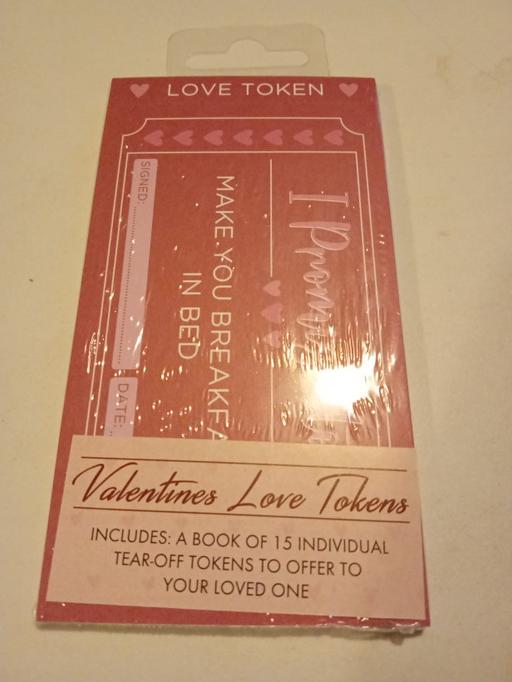 LOVE TOKEN
I Prom
MAKE YOU BREAKFA
IN BED
SIGNED:
DATE:
Valentines Love Tokens
INCLUDES: A BOOK OF 15 INDIVIDUAL
TEAR-OFF TOKENS TO OFFER TO
YOUR LOVED ONE